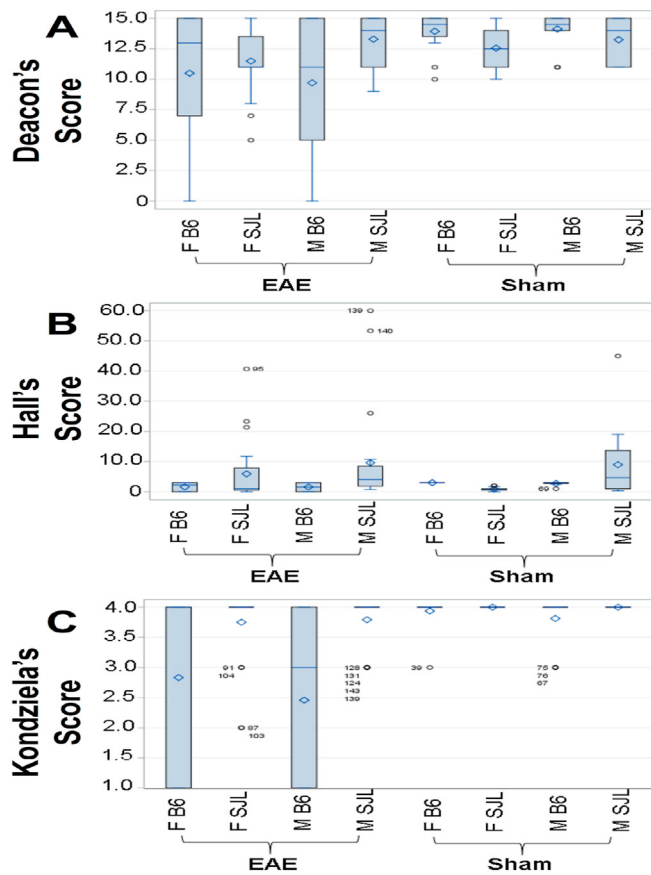 A
Deacon's
Score
15.0
12.5
10.0
7.5
5.0
2.5
0
F B6
F SJL
M B6
M SJL
F B6
F SJL
M B6
M SJL
EAE
Sham
B
Hall's
Score
60.0
50.0
40.0
30.0
20.0
10.0
0
139
140
95
69
F B6
F SJL
M B6
M SJL
F B6
F SJL
M B6
M SJL
EAE
Sham
C
Kondziela's
Score
4.0
3.5
3.0
2.5
2.0
1.5
1.0
91
104
87
103
128
131
124
143
139
39
75
76
67
F B6
F SJL
M B6
M SJL
F B6
F SJL
M B6
M SJL
EAE
Sham